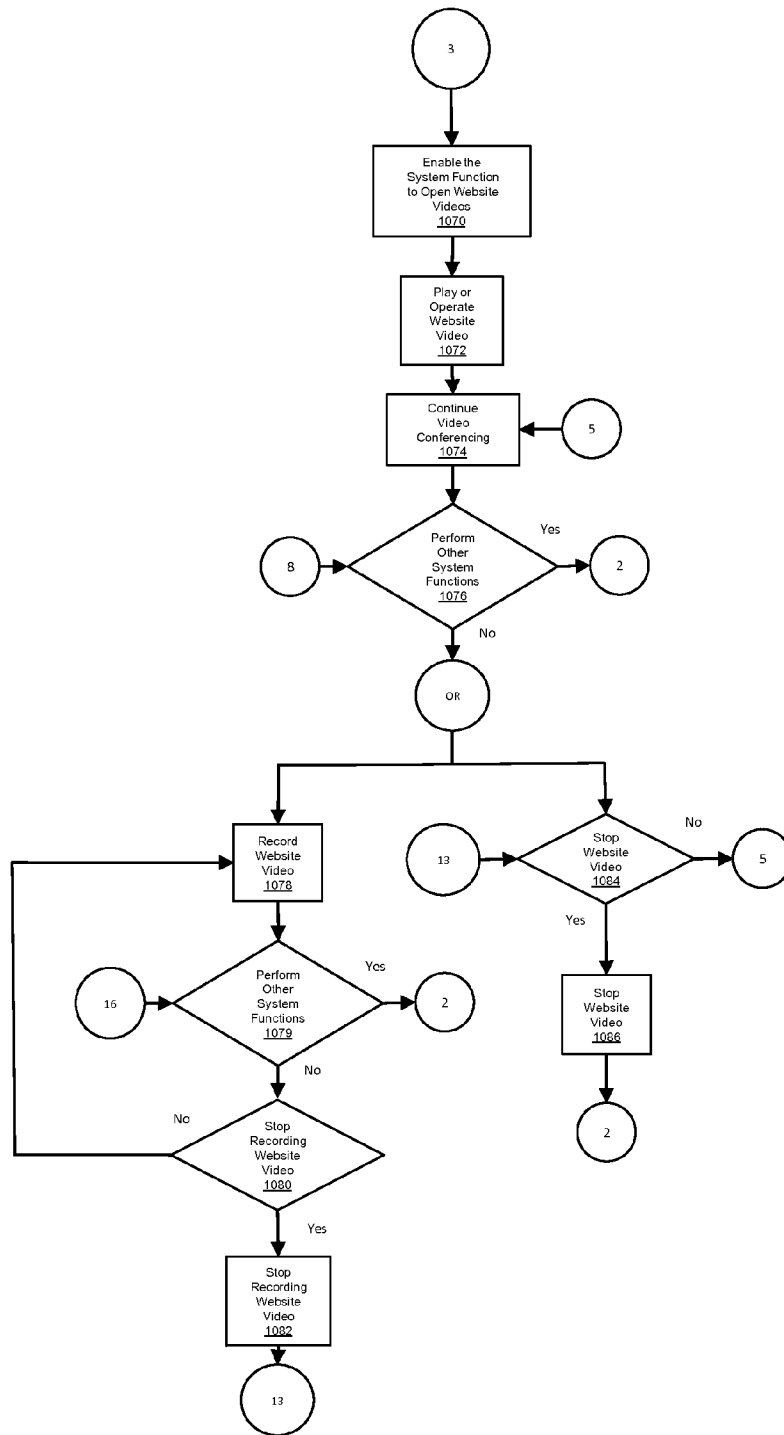 3
Enable the
System Function
to Open Website
Videos
1070
Play or
Operate
Website
Video
1072
Continue
Video
Conferencing
1074
5
8
Perform
Other
System
Functions
1076
Yes
2
No
OR
Record
Website
Video
1078
13
Stop
Website
Video
1084
No
5
Yes
16
Perform
Other
System
Functions
1079
Yes
2
No
Stop
Website
Video
1086
2
No
Stop
Recording
Website
Video
1080
Yes
Stop
Recording
Website
Video
1082
13